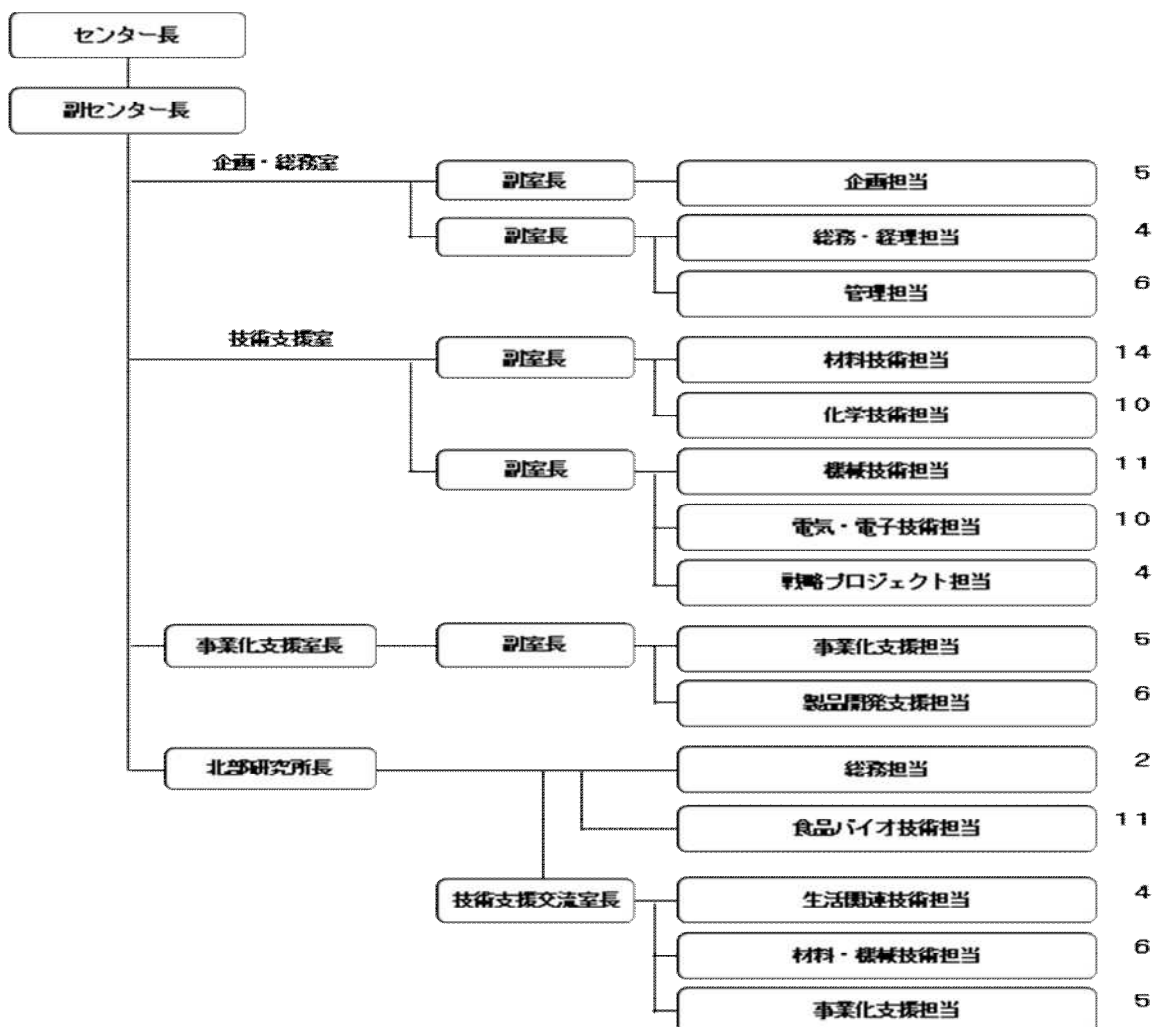 センター長
副センター長
企画・総務室
副室長
企画担当
5
副室長
総務・経理担当
4
管理担当
6
技術支援室
副室長
材料技術担当
14
化学技術担当
10
副室長
機械技術担当
11
電気・電子技術担当
10
戦略プロジェクト担当
4
事業化支援室長
副室長
事業化支援担当
5
製品開発支援担当
6
北部研究所長
総務担当
2
食品バイオ技術担当
11
技術支援交流室長
生活関連技術担当
4
材料・機械技術担当
6
事業化支援担当
5